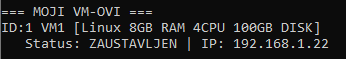 === MOJI VM-OVI ===
ID:1 VM1 [Linux 8GB RAM 4CPU 100GB DISK]
Status: ZAUSTAVLJEN | IP: 192.168.1.22